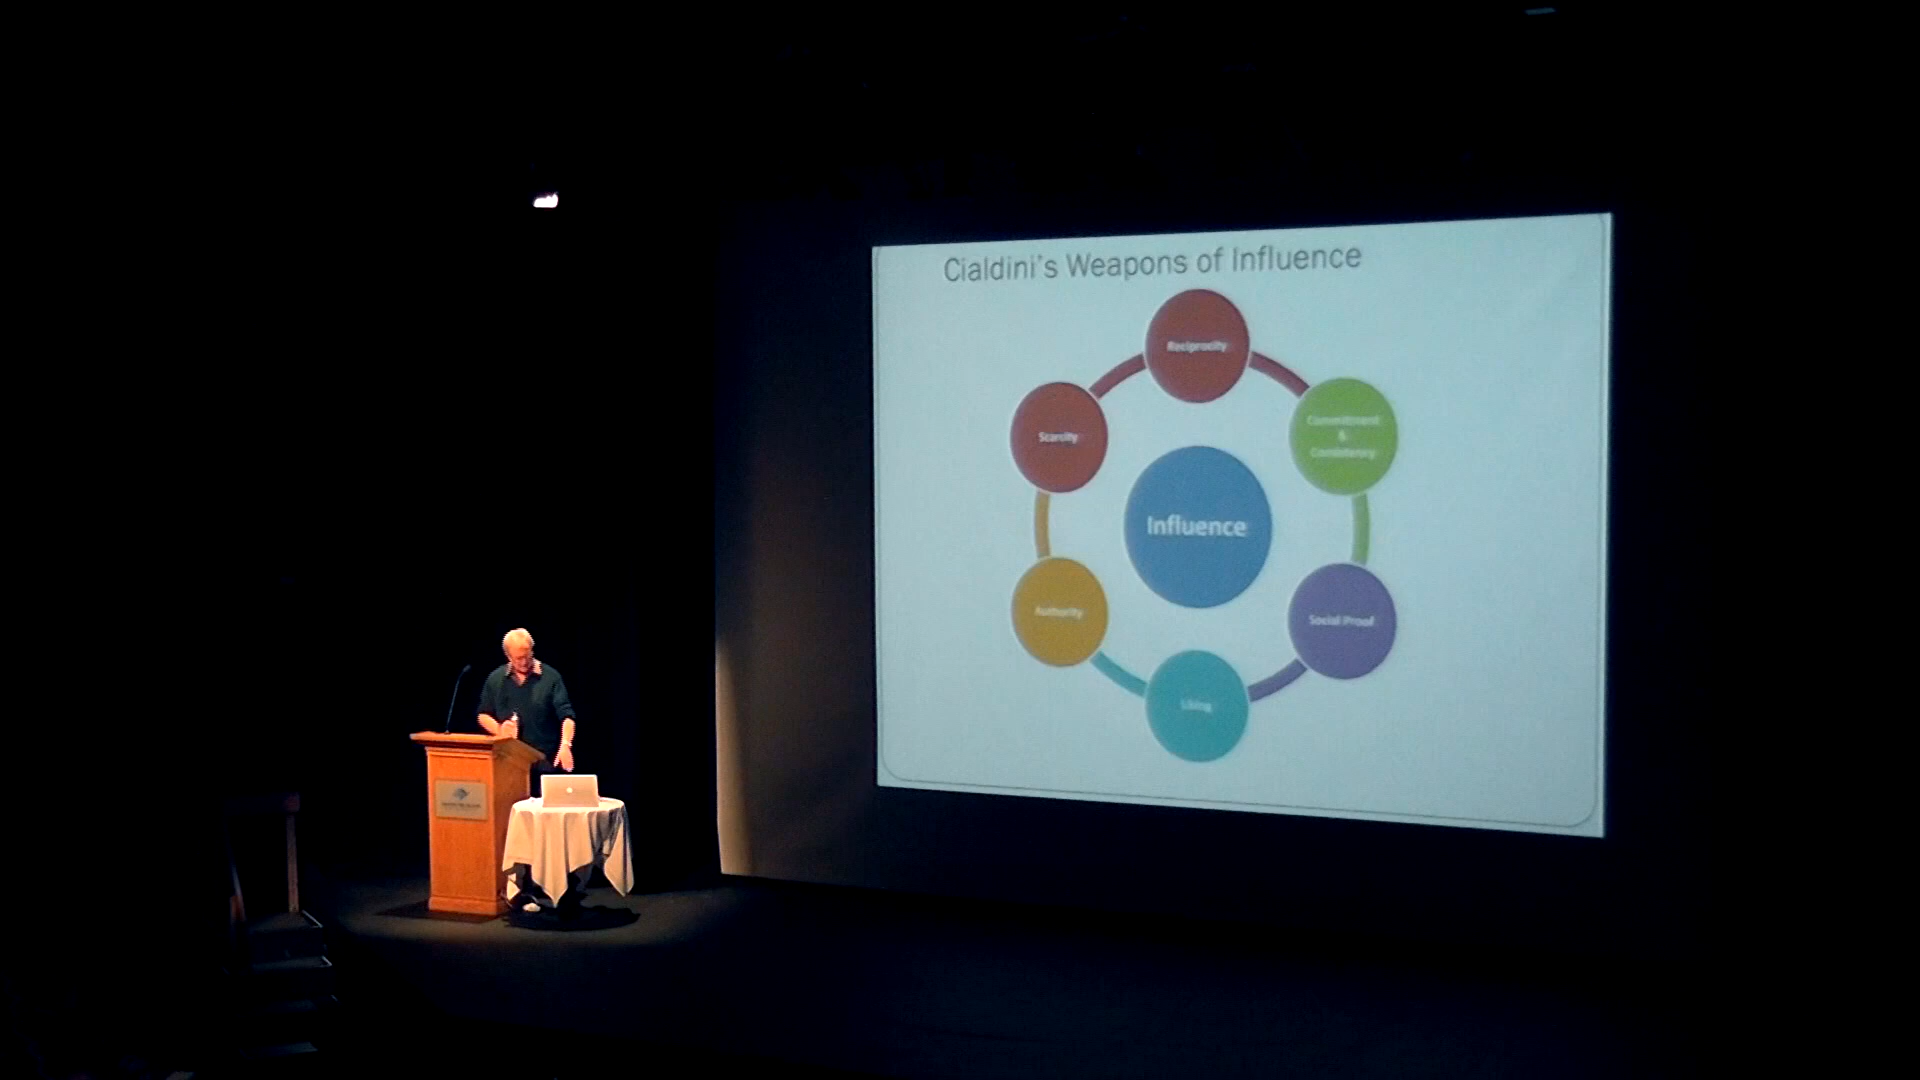 Cialdini's Weapons of Influence
Reciprocity
Scarcity
Commitment
&
Consistency
Influence
Authority
Social Proof
Liking